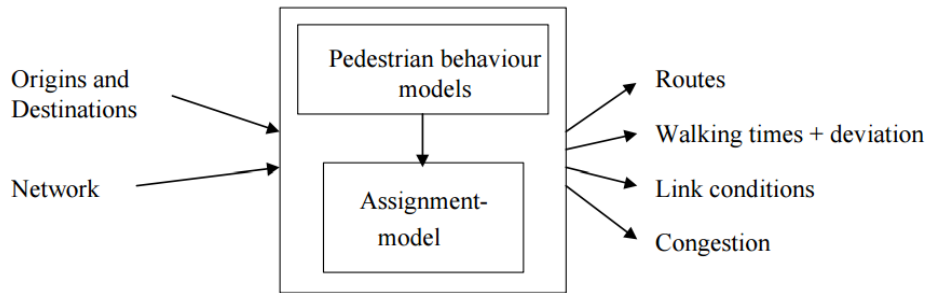 Origins and
Destinations
Network
Pedestrian behaviour
models
Assignment-
model
Routes
Walking times + deviation
Link conditions
Congestion